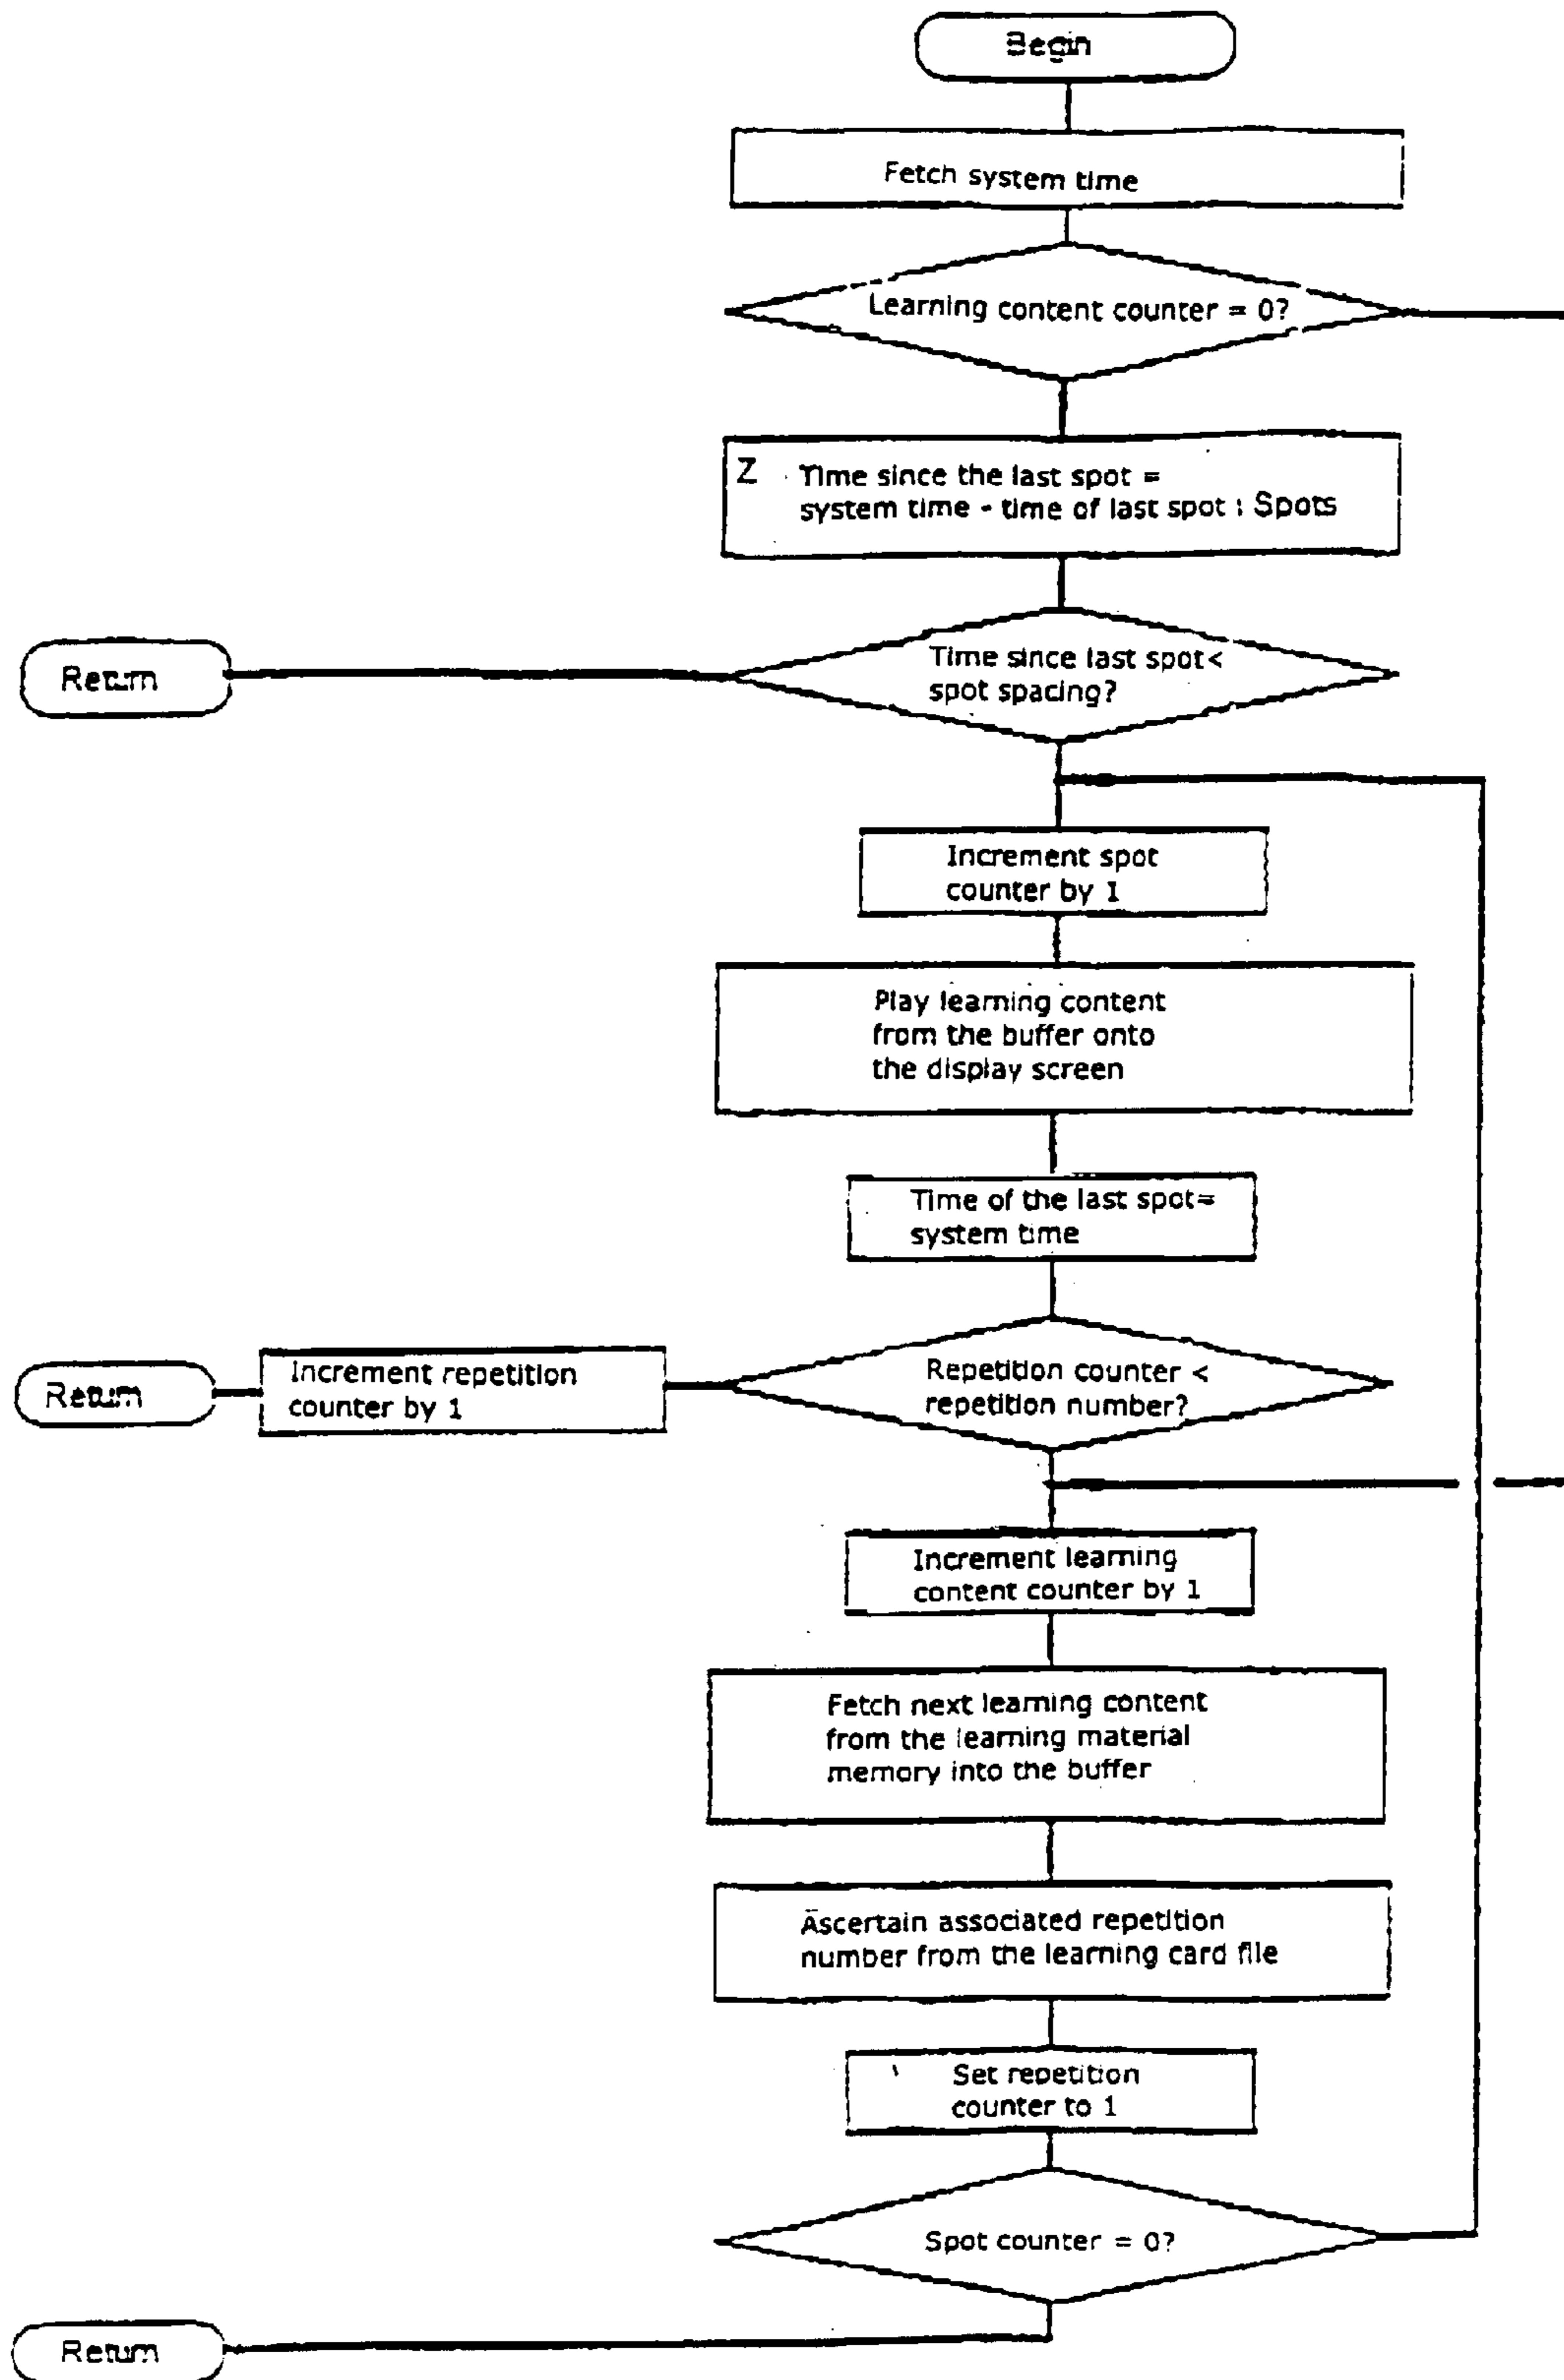 Begin
Fetch system time
Learning content counter = 0?
Z Time since the last spot =
system time - time of last spot : Spots
Return
Time since last spot<
spot spacing?
Increment spot
counter by 1
Play learning content
from the buffer onto
the display screen
Time of the last spot=
system time
Return
Increment repetition
counter by 1
Repetition counter <
repetition number?
Increment learning
content counter by 1
Fetch next learning content
from the learning material
memory into the buffer
Ascertain associated repetition
number from the learning card file
Set repetition
counter to 1
Spot counter = 0?
Return